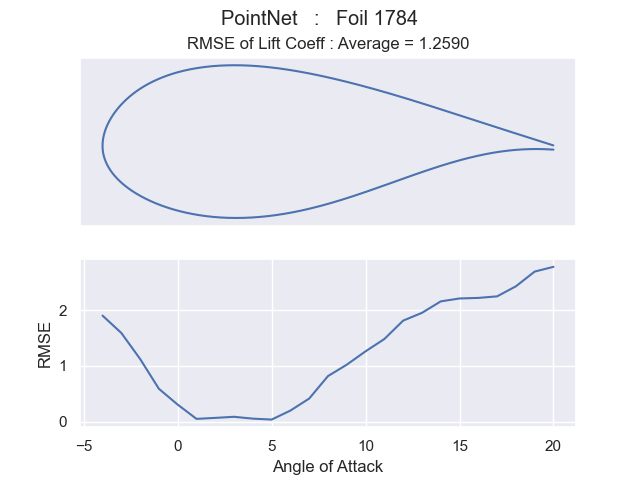 PointNet : Foil 1784
RMSE of Lift Coeff : Average = 1.2590
2
1
0
RMSE
−5 0 5 10 15 20
Angle of Attack